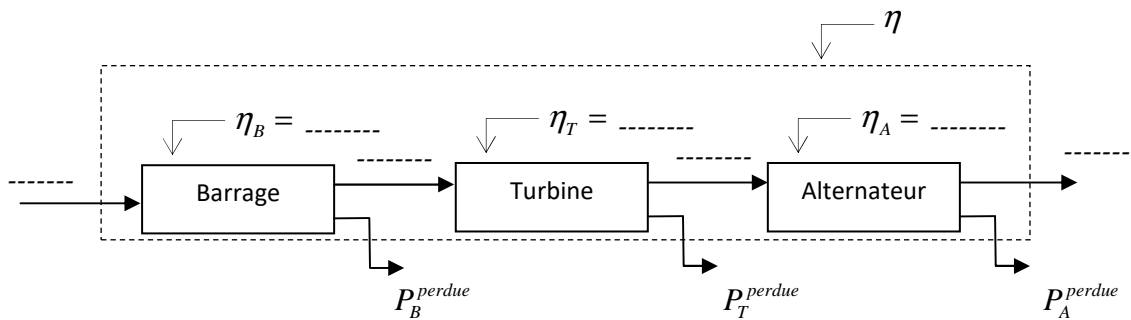 η
η_B = -------- η_T = -------- η_A = --------
-------- -------- --------
--------
Barrage Turbine Alternateur
P_B^perdue P_T^perdue P_A^perdue